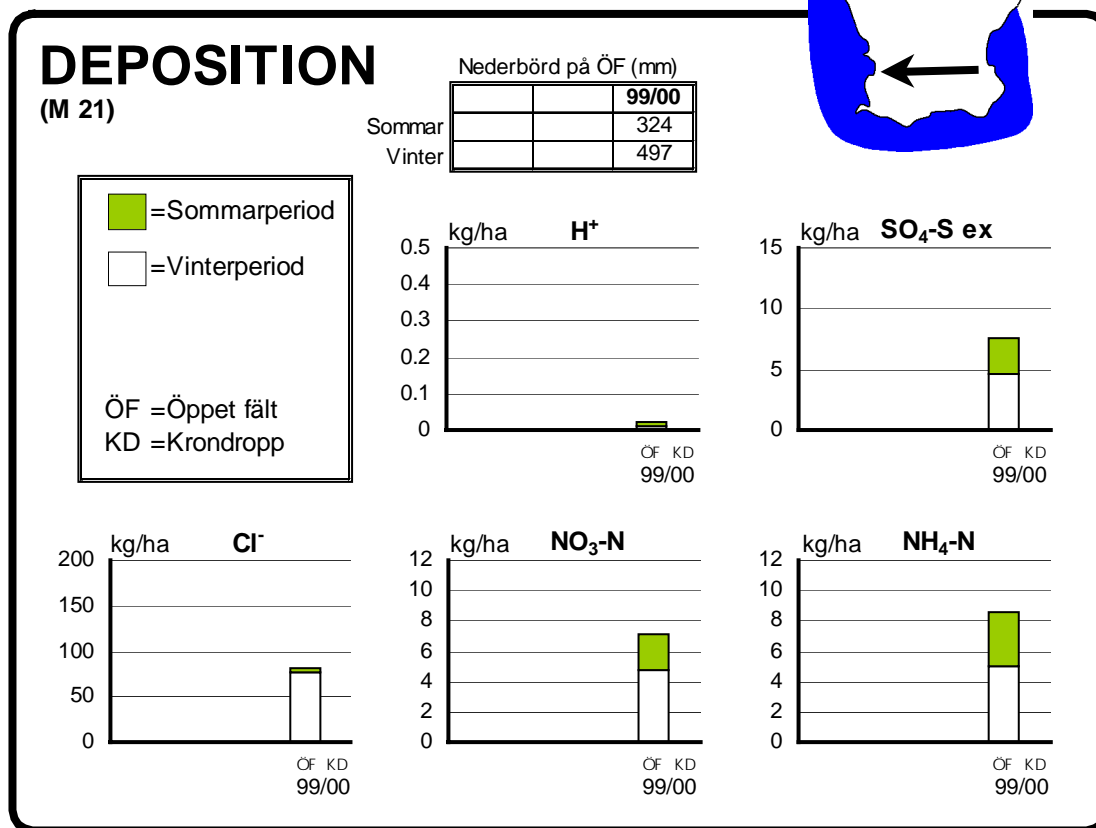 DEPOSITION
(M 21)
Nederbörd på ÖF (mm)
99/00
Sommar 324
Vinter 497
=Sommarperiod
=Vinterperiod
ÖF =Öppet fält
KD =Krondropp
kg/ha H⁺
0.5
0.4
0.3
0.2
0.1
0
ÖF KD
99/00
kg/ha SO₄-S ex
15
10
5
0
ÖF KD
99/00
kg/ha Cl⁻
200
150
100
50
0
ÖF KD
99/00
kg/ha NO₃-N
12
10
8
6
4
2
0
ÖF KD
99/00
kg/ha NH₄-N
12
10
8
6
4
2
0
ÖF KD
99/00